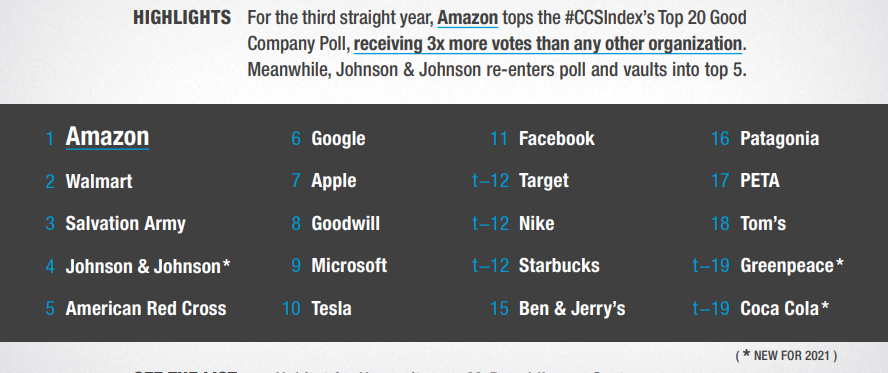 HIGHLIGHTS For the third straight year, Amazon tops the #CCSIndex's Top 20 Good
Company Poll, receiving 3x more votes than any other organization.
Meanwhile, Johnson & Johnson re-enters poll and vaults into top 5.
1 Amazon
2 Walmart
3 Salvation Army
4 Johnson & Johnson*
5 American Red Cross
6 Google
7 Apple
8 Goodwill
9 Microsoft
10 Tesla
11 Facebook
t–12 Target
t–12 Nike
t–12 Starbucks
15 Ben & Jerry's
16 Patagonia
17 PETA
18 Tom's
t–19 Greenpeace*
t–19 Coca Cola*
( * NEW FOR 2021 )